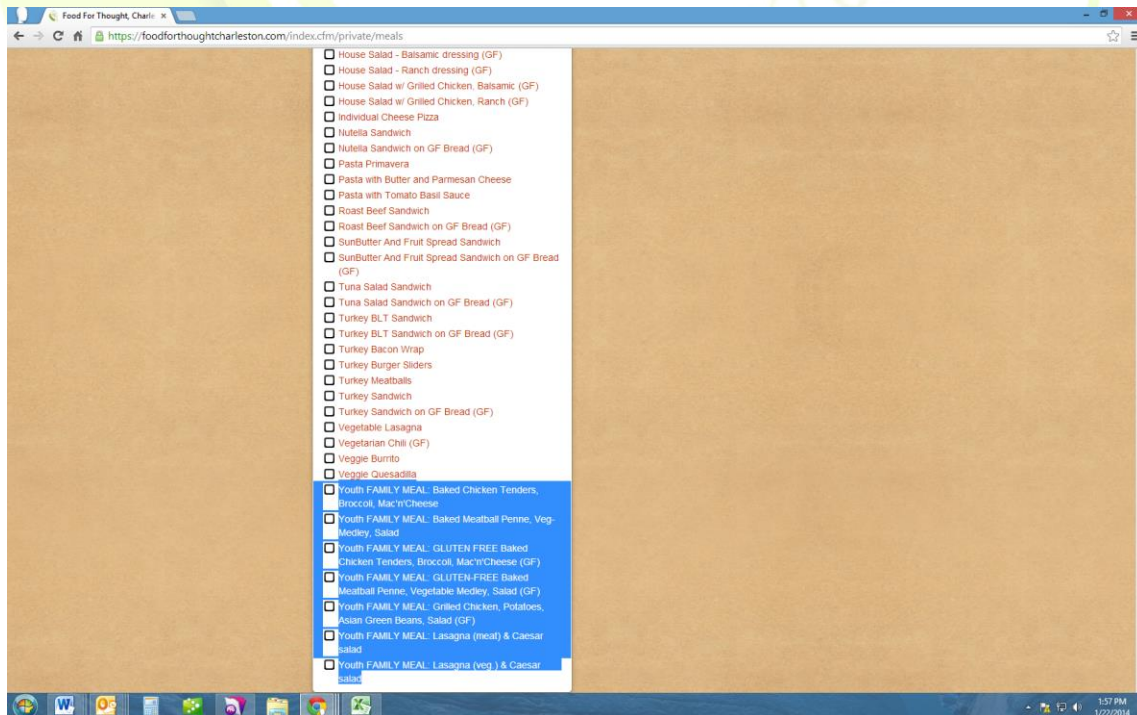 Food For Thought, Charle
https://foodforthoughtcharleston.com/index.cfm/private/meals
House Salad - Balsamic dressing (GF)
House Salad - Ranch dressing (GF)
House Salad w/ Grilled Chicken, Balsamic (GF)
House Salad w/ Grilled Chicken, Ranch (GF)
Individual Cheese Pizza
Nutella Sandwich
Nutella Sandwich on GF Bread (GF)
Pasta Primavera
Pasta with Butter and Parmesan Cheese
Pasta with Tomato Basil Sauce
Roast Beef Sandwich
Roast Beef Sandwich on GF Bread (GF)
SunButter And Fruit Spread Sandwich
SunButter And Fruit Spread Sandwich on GF Bread
(GF)
Tuna Salad Sandwich
Tuna Salad Sandwich on GF Bread (GF)
Turkey BLT Sandwich
Turkey BLT Sandwich on GF Bread (GF)
Turkey Bacon Wrap
Turkey Burger Sliders
Turkey Meatballs
Turkey Sandwich
Turkey Sandwich on GF Bread (GF)
Vegetable Lasagna
Vegetarian Chili (GF)
Veggie Burrito
Veggie Quesadilla
Youth FAMILY MEAL: Baked Chicken Tenders,
Broccoli, Mac'n'Cheese
Youth FAMILY MEAL: Baked Meatball Penne, Veg-
Medley, Salad
Youth FAMILY MEAL: GLUTEN FREE Baked
Chicken Tenders, Broccoli, Mac'n'Cheese (GF)
Youth FAMILY MEAL: GLUTEN-FREE Baked
Meatball Penne, Vegetable Medley, Salad (GF)
Youth FAMILY MEAL: Grilled Chicken, Potatoes,
Asian Green Beans, Salad (GF)
Youth FAMILY MEAL: Lasagna (meat) & Caesar
salad
Youth FAMILY MEAL: Lasagna (veg.) & Caesar
salad
1:57 PM
1/22/2014